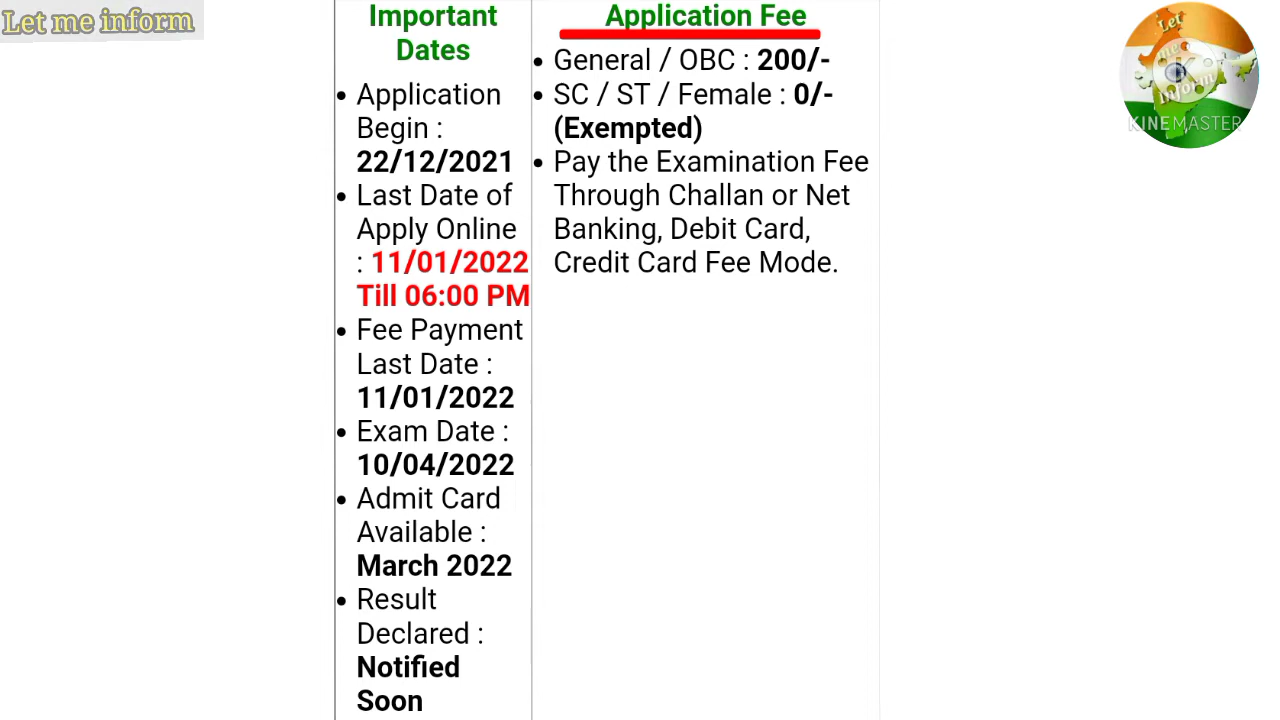 Let me inform
Important
Dates
Application
Begin :
22/12/2021
Last Date of
Apply Online
: 11/01/2022
Till 06:00 PM
Fee Payment
Last Date :
11/01/2022
Exam Date :
10/04/2022
Admit Card
Available :
March 2022
Result
Declared :
Notified
Soon
Application Fee
General / OBC : 200/-
SC / ST / Female : 0/-
(Exempted)
Pay the Examination Fee
Through Challan or Net
Banking, Debit Card,
Credit Card Fee Mode.
Let
me
Inform
KINEMASTER